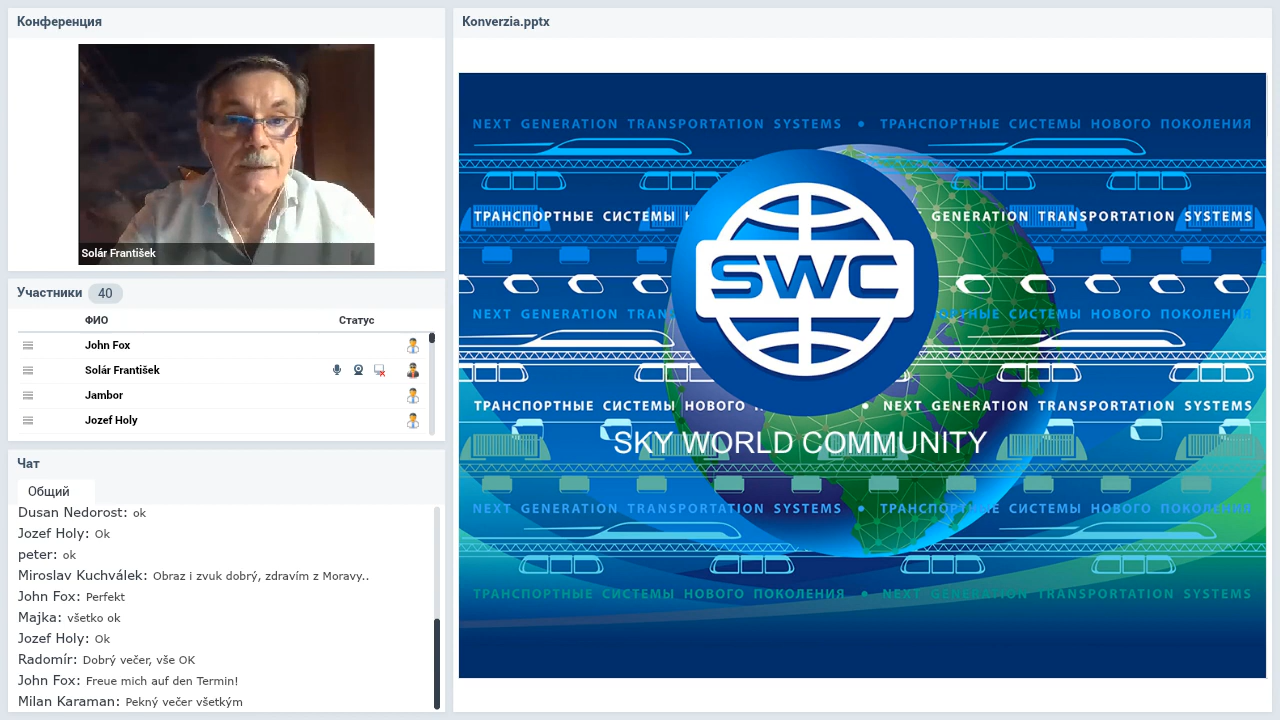 Конференция
Solár František
Участники 40
ФИО Статус
John Fox
Solár František
Jambor
Jozef Holy
Чат
Общий
Dusan Nedorost: ok
Jozef Holy: Ok
peter: ok
Miroslav Kuchválek: Obraz i zvuk dobrý, zdravím z Moravy..
John Fox: Perfekt
Majka: všetko ok
Jozef Holy: Ok
Radomír: Dobrý večer, vše OK
John Fox: Freue mich auf den Termin!
Milan Karaman: Pekný večer všetkým
Konverzia.pptx
NEXT GENERATION TRANSPORTATION SYSTEMS • ТРАНСПОРТНЫЕ СИСТЕМЫ НОВОГО ПОКОЛЕНИЯ
ТРАНСПОРТНЫЕ СИСТЕМЫ GENERATION TRANSPORTATION SYSTEMS
SWC
NEXT GENERATION СИСТЕМЫ НОВОГО ПОКОЛЕНИЯ
ТРАНСПОРТНЫЕ СИСТЕМЫ НОВОГО • NEXT GENERATION TRANSPORTATION SYSTEMS
SKY WORLD COMMUNITY
NEXT GENERATION TRANSPORTATION SYSTEMS • ТРАНСПОРТНЫЕ СИСТЕМЫ НОВОГО ПОКОЛЕНИЯ
ТРАНСПОРТНЫЕ СИСТЕМЫ НОВОГО ПОКОЛЕНИЯ • NEXT GENERATION TRANSPORTATION SYSTEMS